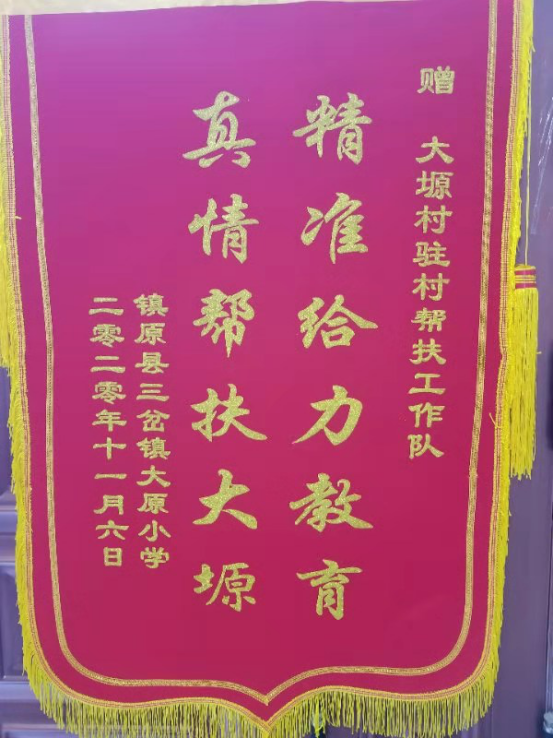 赠 大塬村驻村帮扶工作队
精准给力教育
真情帮扶大塬
镇原县三岔镇大原小学
二零二零年十一月六日